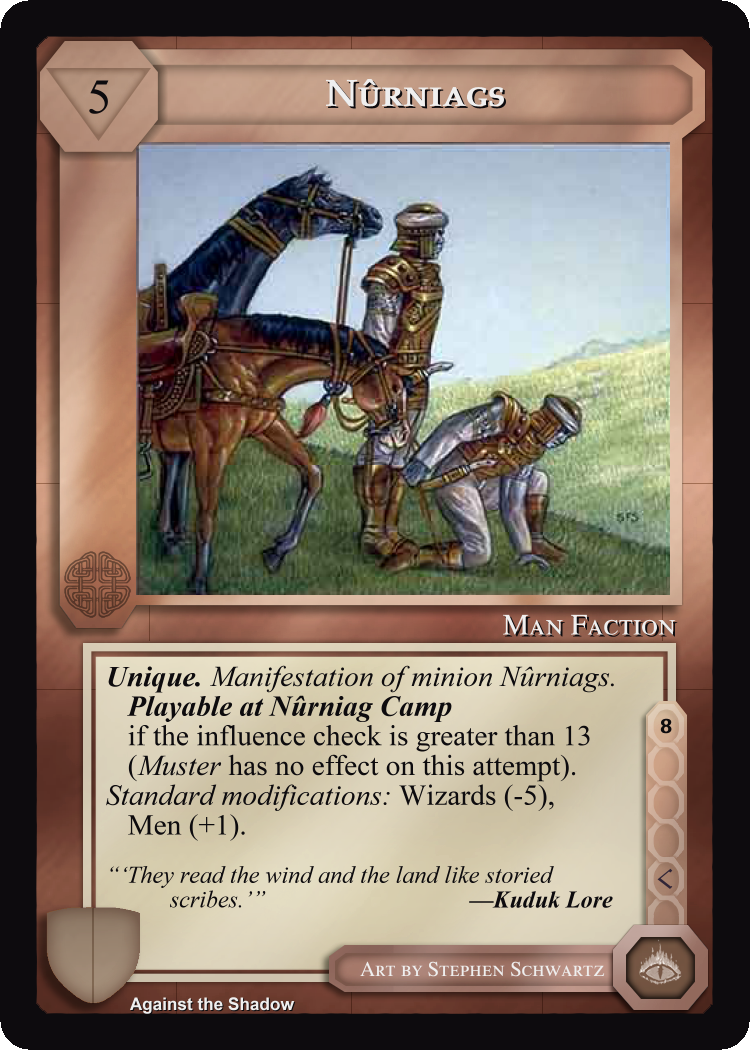 5
Nûrniags
SFS
Man Faction
Unique. Manifestation of minion Nûrniags.
Playable at Nûrniag Camp
if the influence check is greater than 13
(Muster has no effect on this attempt).
Standard modifications: Wizards (-5),
Men (+1).
8
“‘They read the wind and the land like storied
scribes.’” —Kuduk Lore
Art by Stephen Schwartz
Against the Shadow